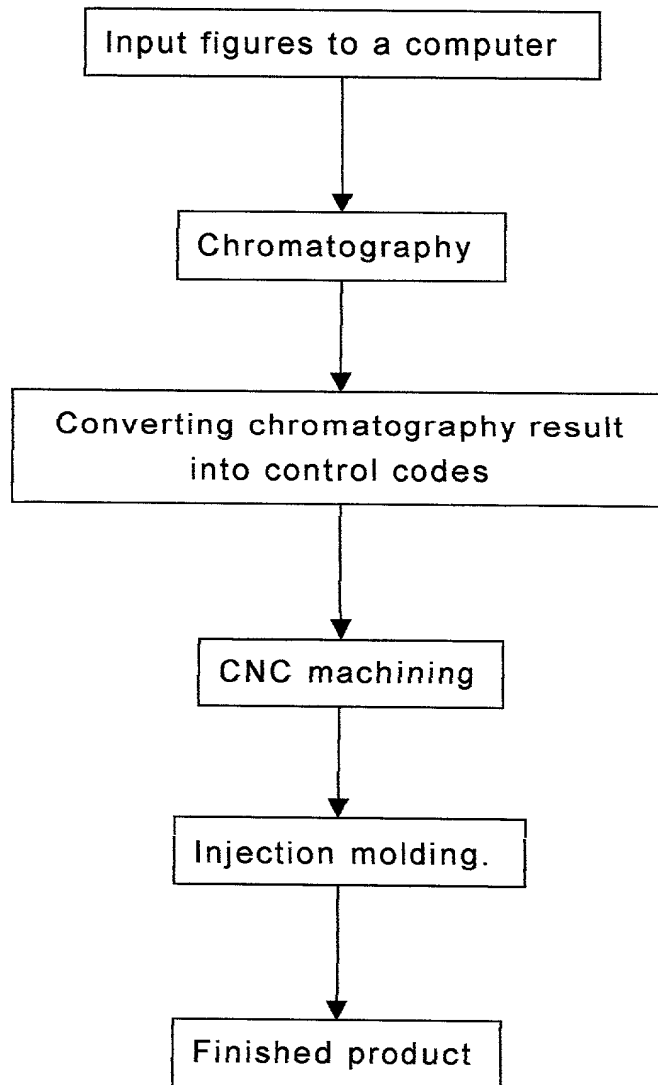 Input figures to a computer
Chromatography
Converting chromatography result
into control codes
CNC machining
Injection molding.
Finished product